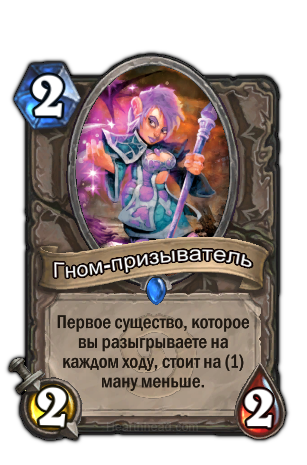 2
Гном-призыватель
Первое существо, которое
вы разыгрываете на
каждом ходу, стоит на (1)
ману меньше.
2
2